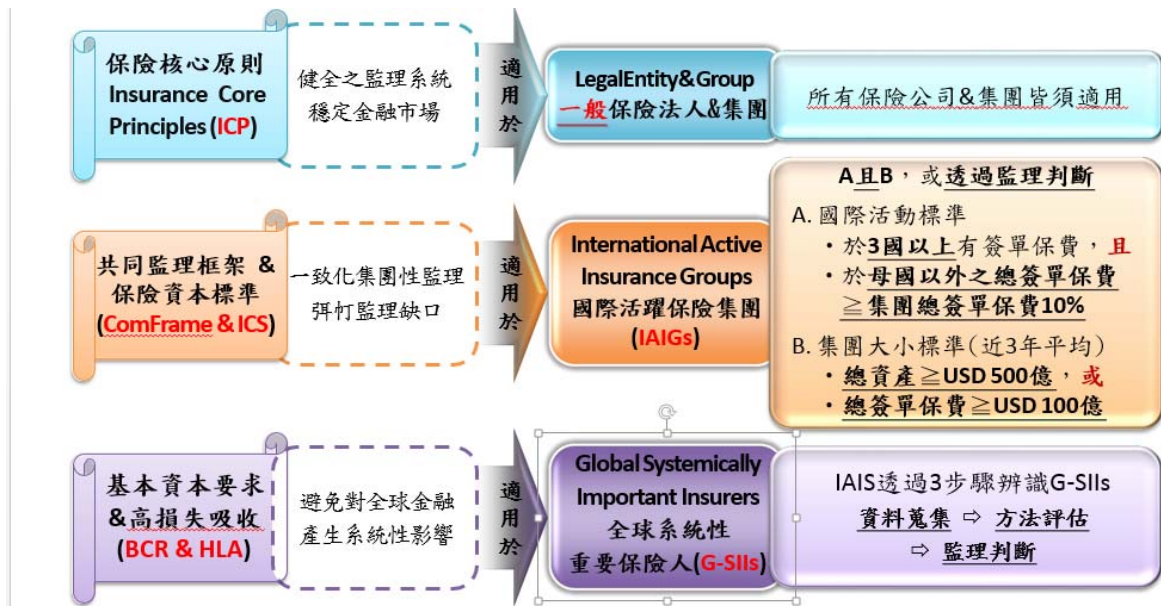 保險核心原則
Insurance Core
Principles (ICP)
健全之監理系統
穩定金融市場
適用於
LegalEntity&Group
一般保險法人&集團
所有保險公司&集團皆須適用
共同監理框架 &
保險資本標準
(ComFrame & ICS)
一致化集團性監理
弭打監理缺口
適用於
International Active
Insurance Groups
國際活躍保險集團
(IAIGs)
A且B，或透過監理判斷
A. 國際活動標準
• 於3國以上有簽單保費，且
• 於母國以外之總簽單保費
≧集團總簽單保費10%
B. 集團大小標準(近3年平均)
• 總資產≧USD 500億，或
• 總簽單保費≧USD 100億
基本資本要求
&高損失吸收
(BCR & HLA)
避免對全球金融
產生系統性影響
適用於
Global Systemically
Important Insurers
全球系統性
重要保險人(G-SIIs)
IAIS透過3步驟辨識G-SIIs
資料蒐集 ⇨ 方法評估
⇨ 監理判斷